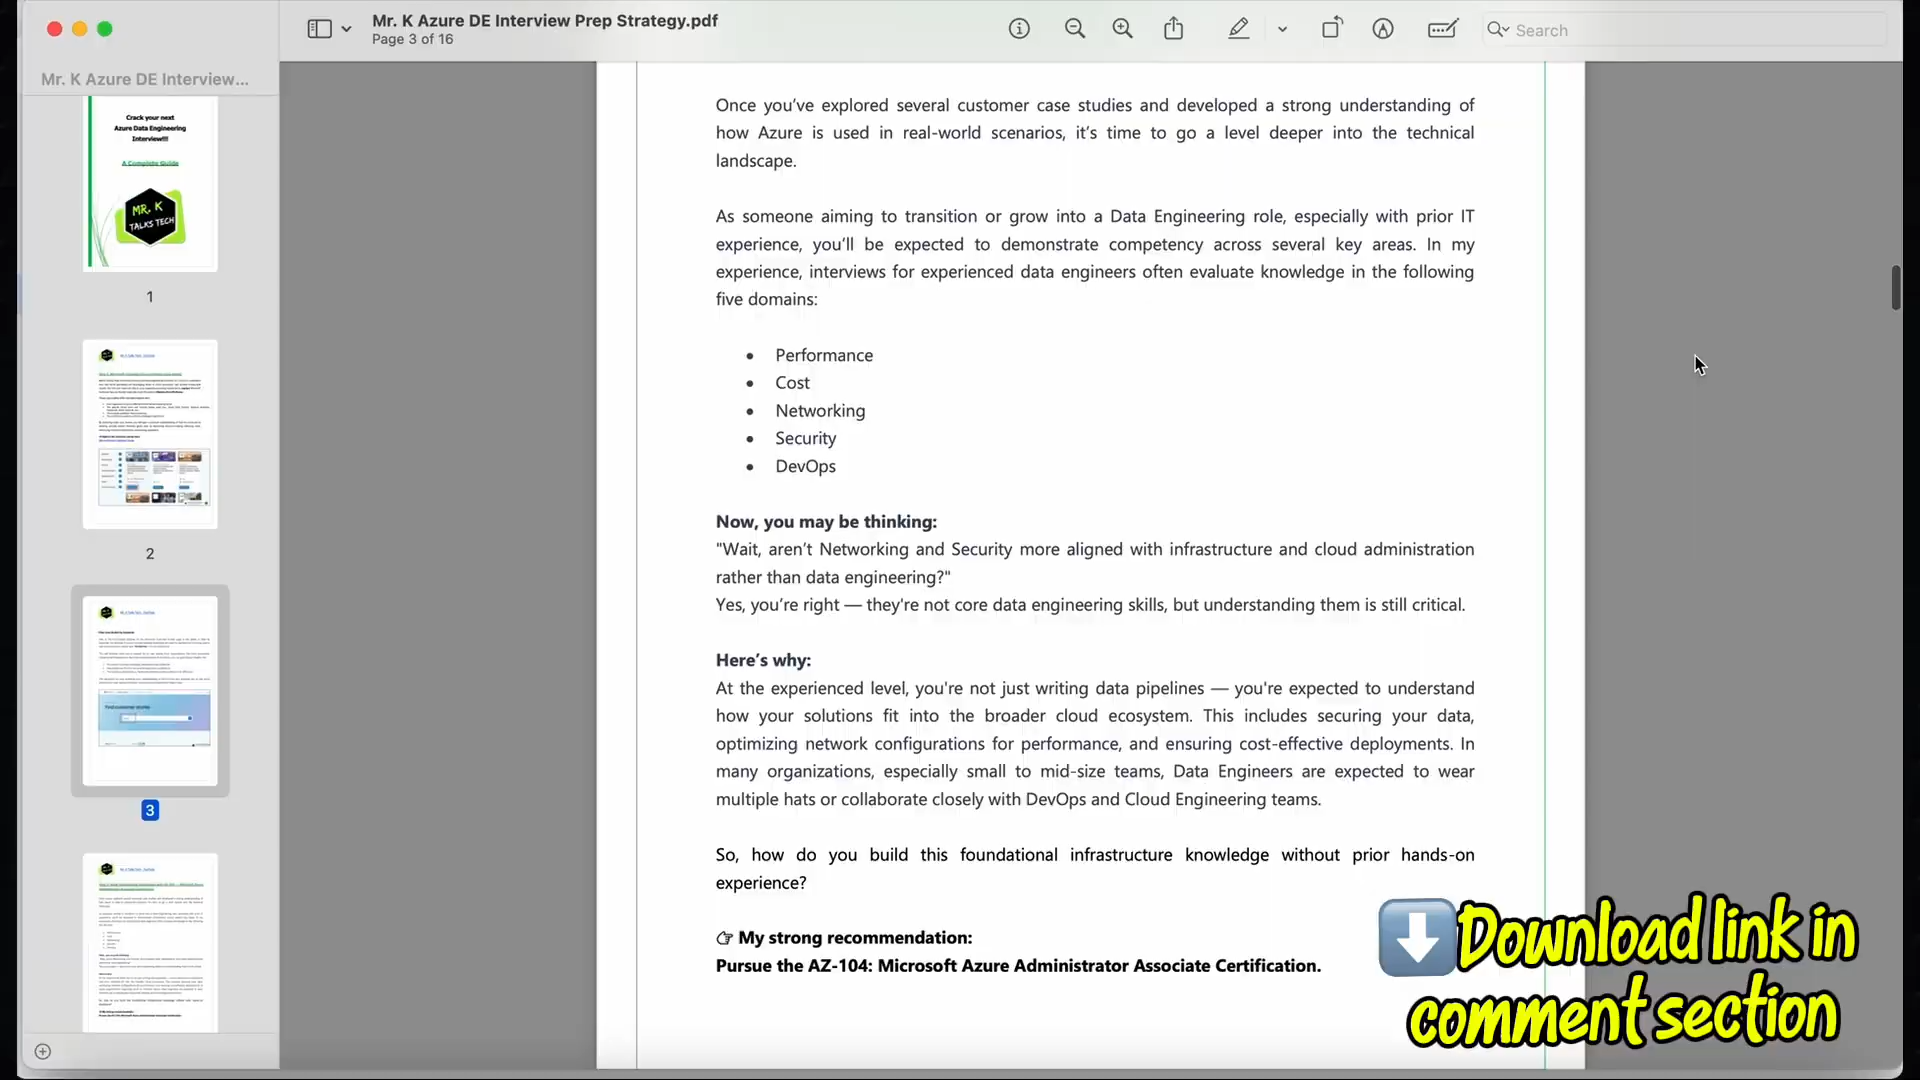 Mr. K Azure DE Interview Prep Strategy.pdf
Page 3 of 16
Search
Mr. K Azure DE Interview...
Crack your next
Azure Data Engineering
Interview!!!
A Complete Guide
MR. K
TALKS TECH
1
2
3
Once you’ve explored several customer case studies and developed a strong understanding of
how Azure is used in real-world scenarios, it’s time to go a level deeper into the technical
landscape.
As someone aiming to transition or grow into a Data Engineering role, especially with prior IT
experience, you’ll be expected to demonstrate competency across several key areas. In my
experience, interviews for experienced data engineers often evaluate knowledge in the following
five domains:
• Performance
• Cost
• Networking
• Security
• DevOps
Now, you may be thinking:
"Wait, aren’t Networking and Security more aligned with infrastructure and cloud administration
rather than data engineering?"
Yes, you’re right — they're not core data engineering skills, but understanding them is still critical.
Here’s why:
At the experienced level, you're not just writing data pipelines — you're expected to understand
how your solutions fit into the broader cloud ecosystem. This includes securing your data,
optimizing network configurations for performance, and ensuring cost-effective deployments. In
many organizations, especially small to mid-size teams, Data Engineers are expected to wear
multiple hats or collaborate closely with DevOps and Cloud Engineering teams.
So, how do you build this foundational infrastructure knowledge without prior hands-on
experience?
👉 My strong recommendation:
Pursue the AZ-104: Microsoft Azure Administrator Associate Certification.
Download link in
comment section